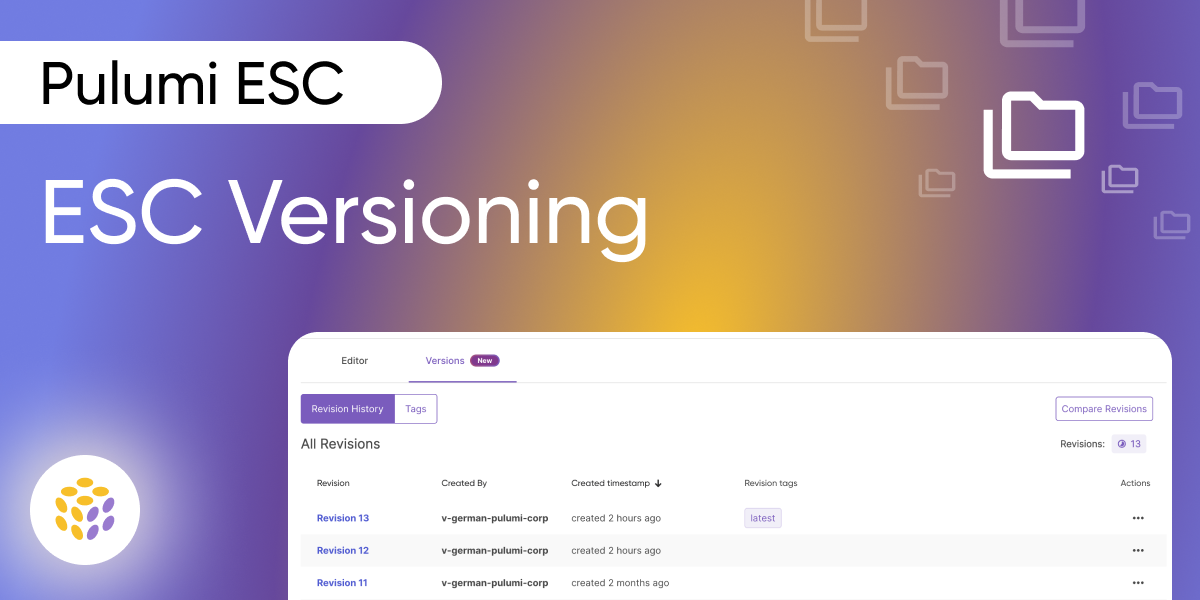 Pulumi ESC
ESC Versioning
Editor Versions New
Revision History Tags Compare Revisions
All Revisions Revisions: 13
Revision Created By Created timestamp Revision tags Actions
Revision 13 v-german-pulumi-corp created 2 hours ago latest
Revision 12 v-german-pulumi-corp created 2 hours ago
Revision 11 v-german-pulumi-corp created 2 months ago